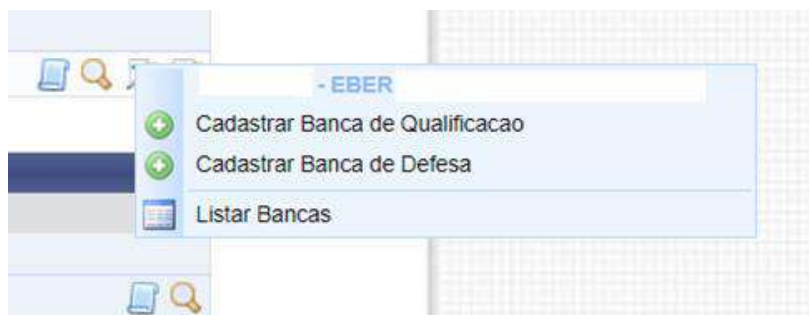 - EBER
Cadastrar Banca de Qualificacao
Cadastrar Banca de Defesa
Listar Bancas